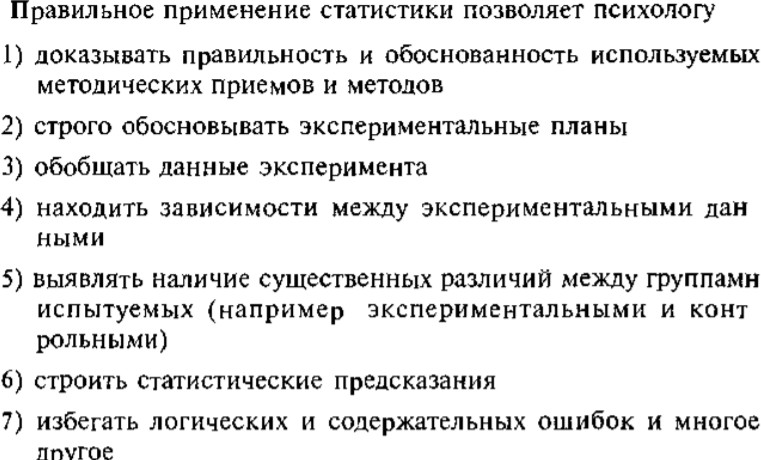 Правильное применение статистики позволяет психологу
1) доказывать правильность и обоснованность используемых
методических приемов и методов
2) строго обосновывать экспериментальные планы
3) обобщать данные эксперимента
4) находить зависимости между экспериментальными дан
ными
5) выявлять наличие существенных различий между группами
испытуемых (например экспериментальными и конт
рольными)
6) строить статистические предсказания
7) избегать логических и содержательных ошибок и многое
другое